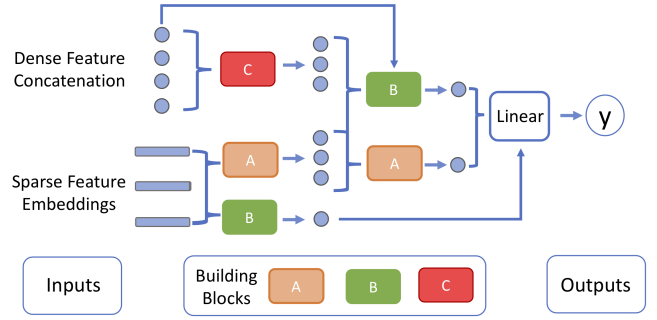 Dense Feature
Concatenation
C
B
Linear
y
A
A
Sparse Feature
Embeddings
B
Inputs
Building
Blocks
A
B
C
Outputs